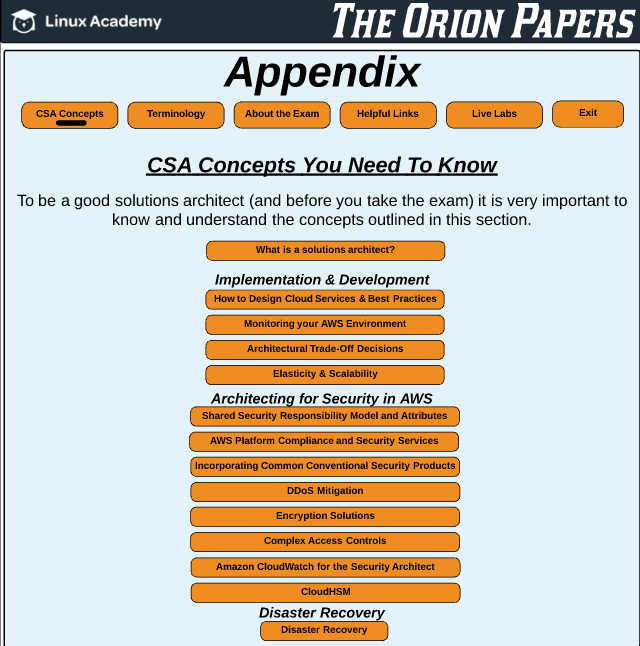 Linux Academy
THE ORION PAPERS
Appendix
CSA Concepts
Terminology
About the Exam
Helpful Links
Live Labs
Exit
CSA Concepts You Need To Know
To be a good solutions architect (and before you take the exam) it is very important to
know and understand the concepts outlined in this section.
What is a solutions architect?
Implementation & Development
How to Design Cloud Services & Best Practices
Monitoring your AWS Environment
Architectural Trade-Off Decisions
Elasticity & Scalability
Architecting for Security in AWS
Shared Security Responsibility Model and Attributes
AWS Platform Compliance and Security Services
Incorporating Common Conventional Security Products
DDoS Mitigation
Encryption Solutions
Complex Access Controls
Amazon CloudWatch for the Security Architect
CloudHSM
Disaster Recovery
Disaster Recovery